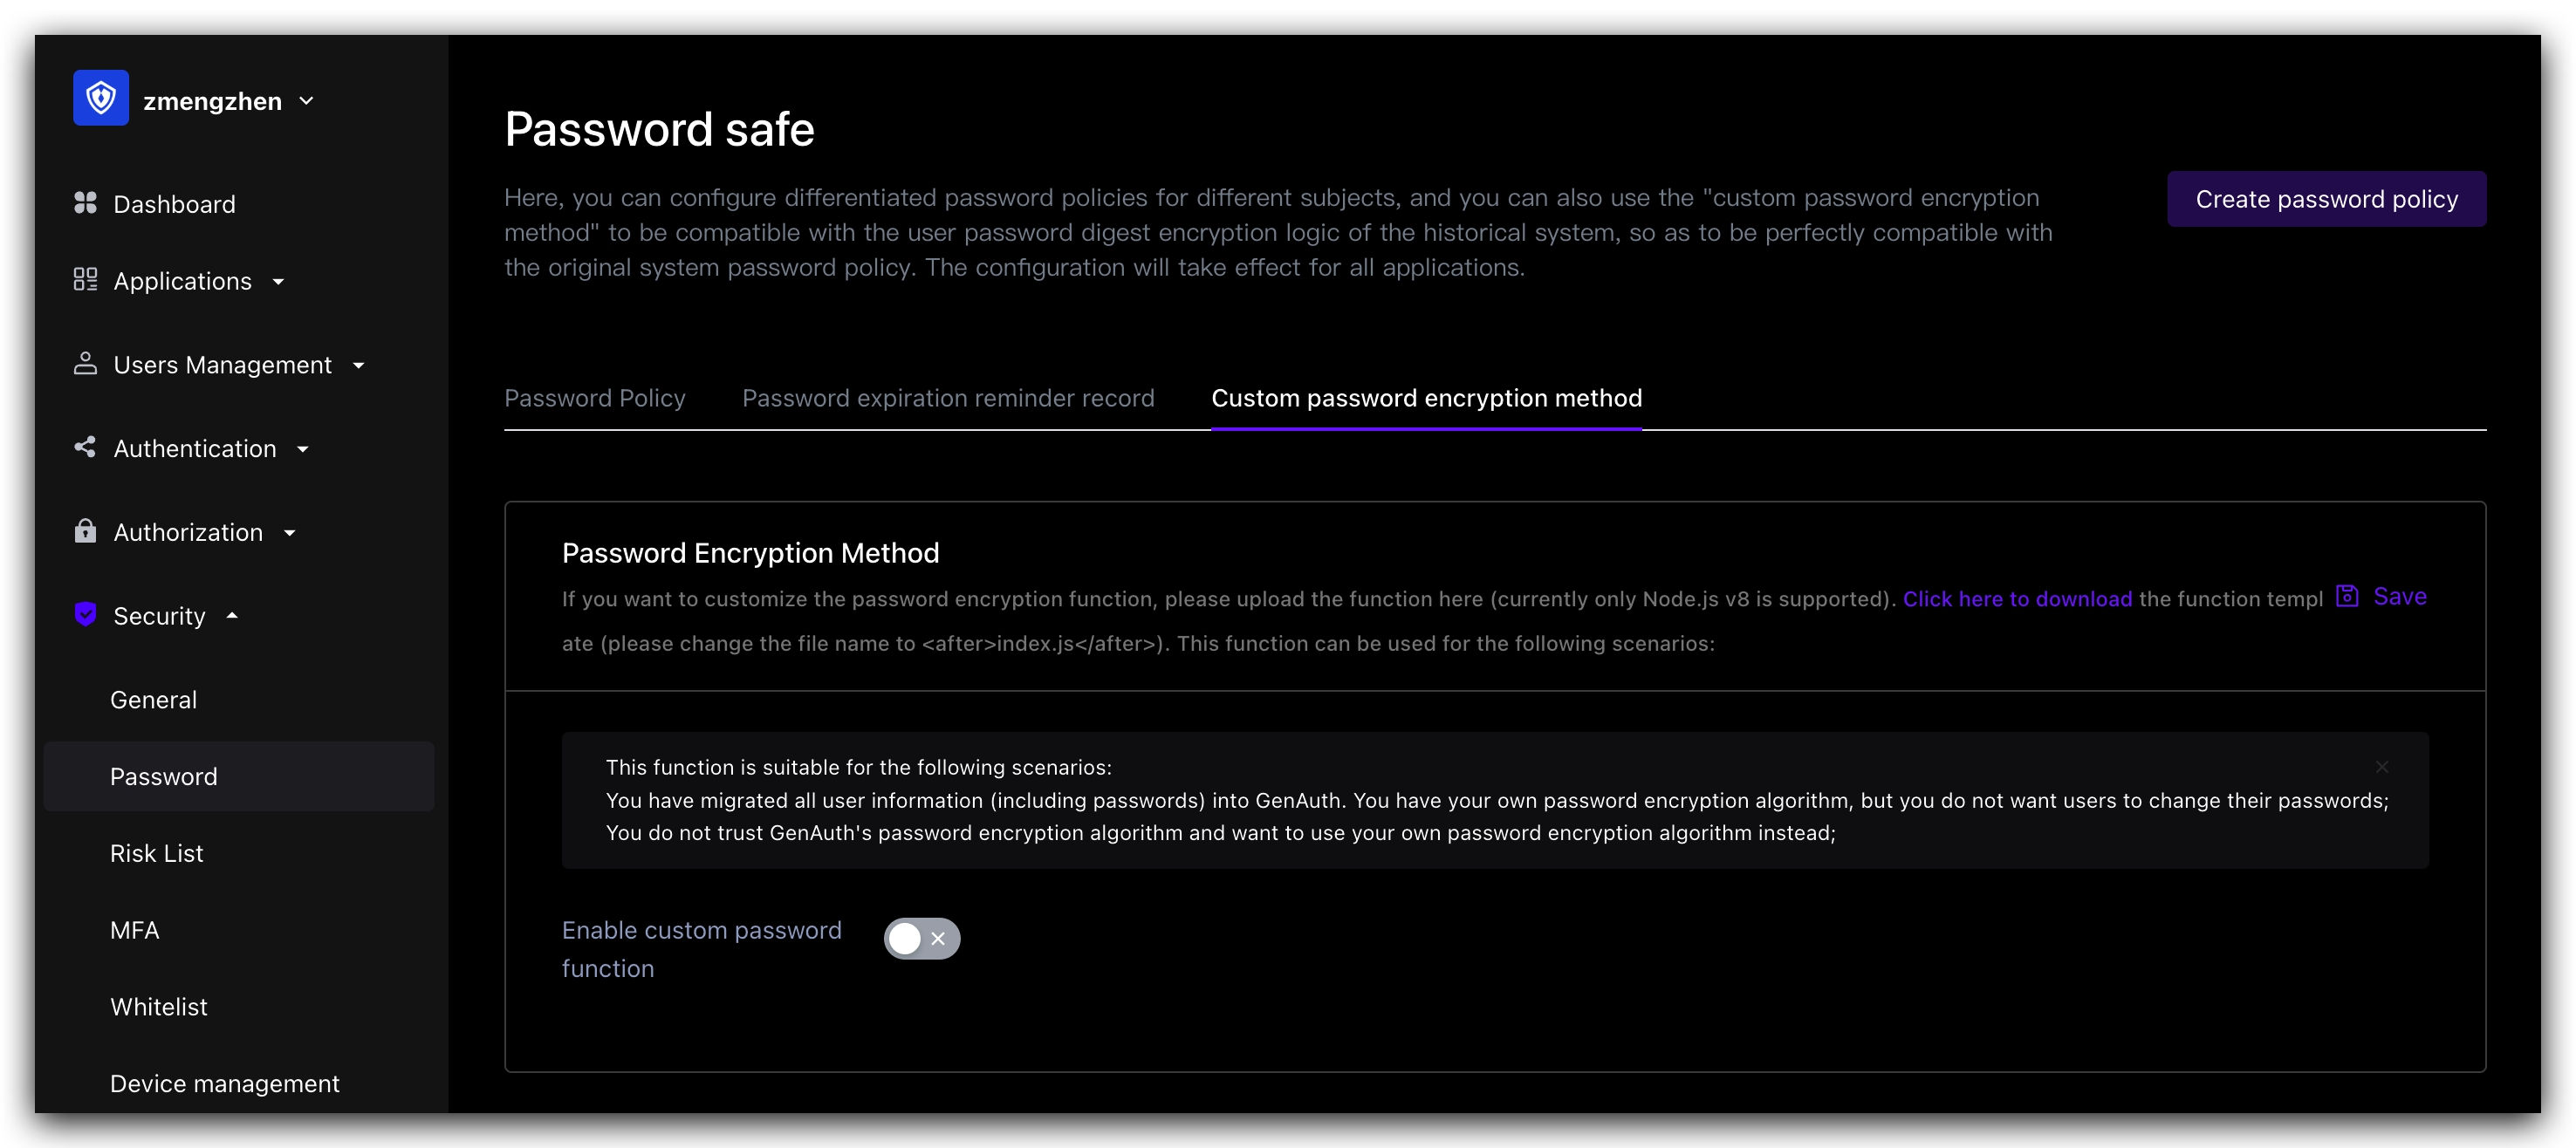 zmengzhen
Dashboard
Applications
Users Management
Authentication
Authorization
Security
General
Password
Risk List
MFA
Whitelist
Device management
Password safe
Here, you can configure differentiated password policies for different subjects, and you can also use the "custom password encryption
method" to be compatible with the user password digest encryption logic of the historical system, so as to be perfectly compatible with
the original system password policy. The configuration will take effect for all applications.
Create password policy
Password Policy
Password expiration reminder record
Custom password encryption method
Password Encryption Method
If you want to customize the password encryption function, please upload the function here (currently only Node.js v8 is supported). Click here to download the function templ
ate (please change the file name to <after>index.js</after>). This function can be used for the following scenarios:
Save
This function is suitable for the following scenarios:
You have migrated all user information (including passwords) into GenAuth. You have your own password encryption algorithm, but you do not want users to change their passwords;
You do not trust GenAuth's password encryption algorithm and want to use your own password encryption algorithm instead;
Enable custom password
function